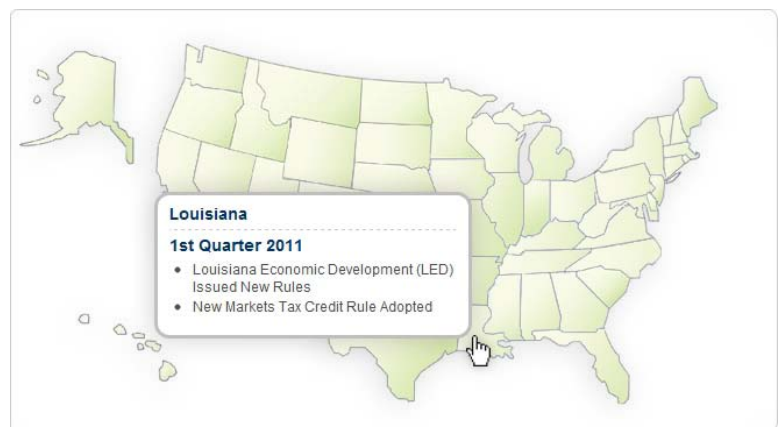 Louisiana
1st Quarter 2011
• Louisiana Economic Development (LED)
Issued New Rules
• New Markets Tax Credit Rule Adopted